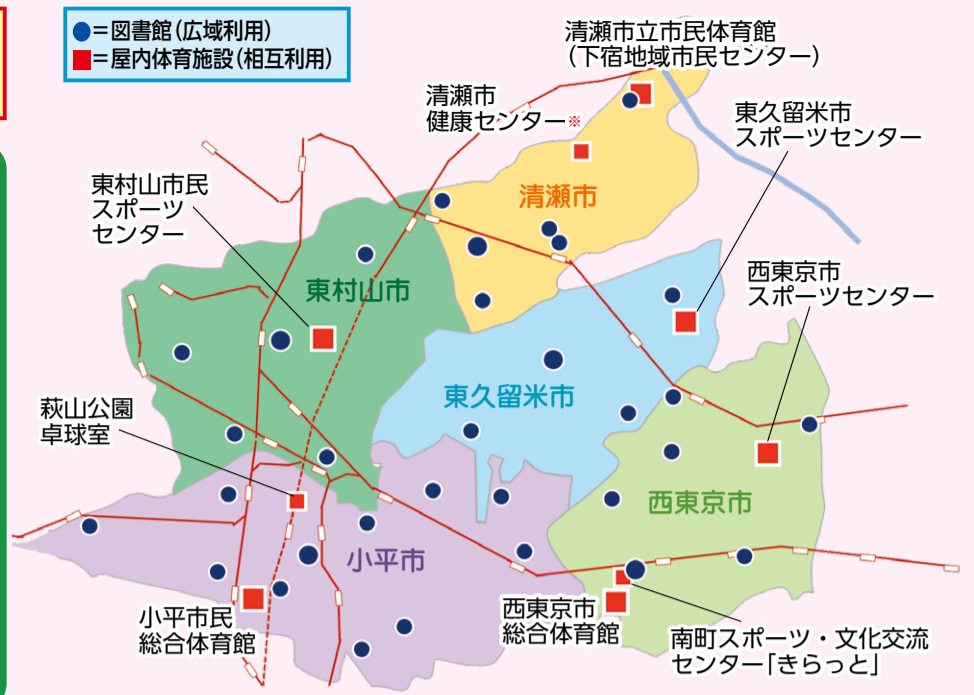 ●=図書館(広域利用)
■=屋内体育施設(相互利用)
清瀬市立市民体育館
(下宿地域市民センター)
清瀬市
健康センター※
東久留米市
スポーツセンター
東村山市民
スポーツ
センター
清瀬市
西東京市
スポーツセンター
東村山市
東久留米市
萩山公園
卓球室
西東京市
小平市
小平市民
総合体育館
西東京市
総合体育館
南町スポーツ・文化交流
センター「きらっと」